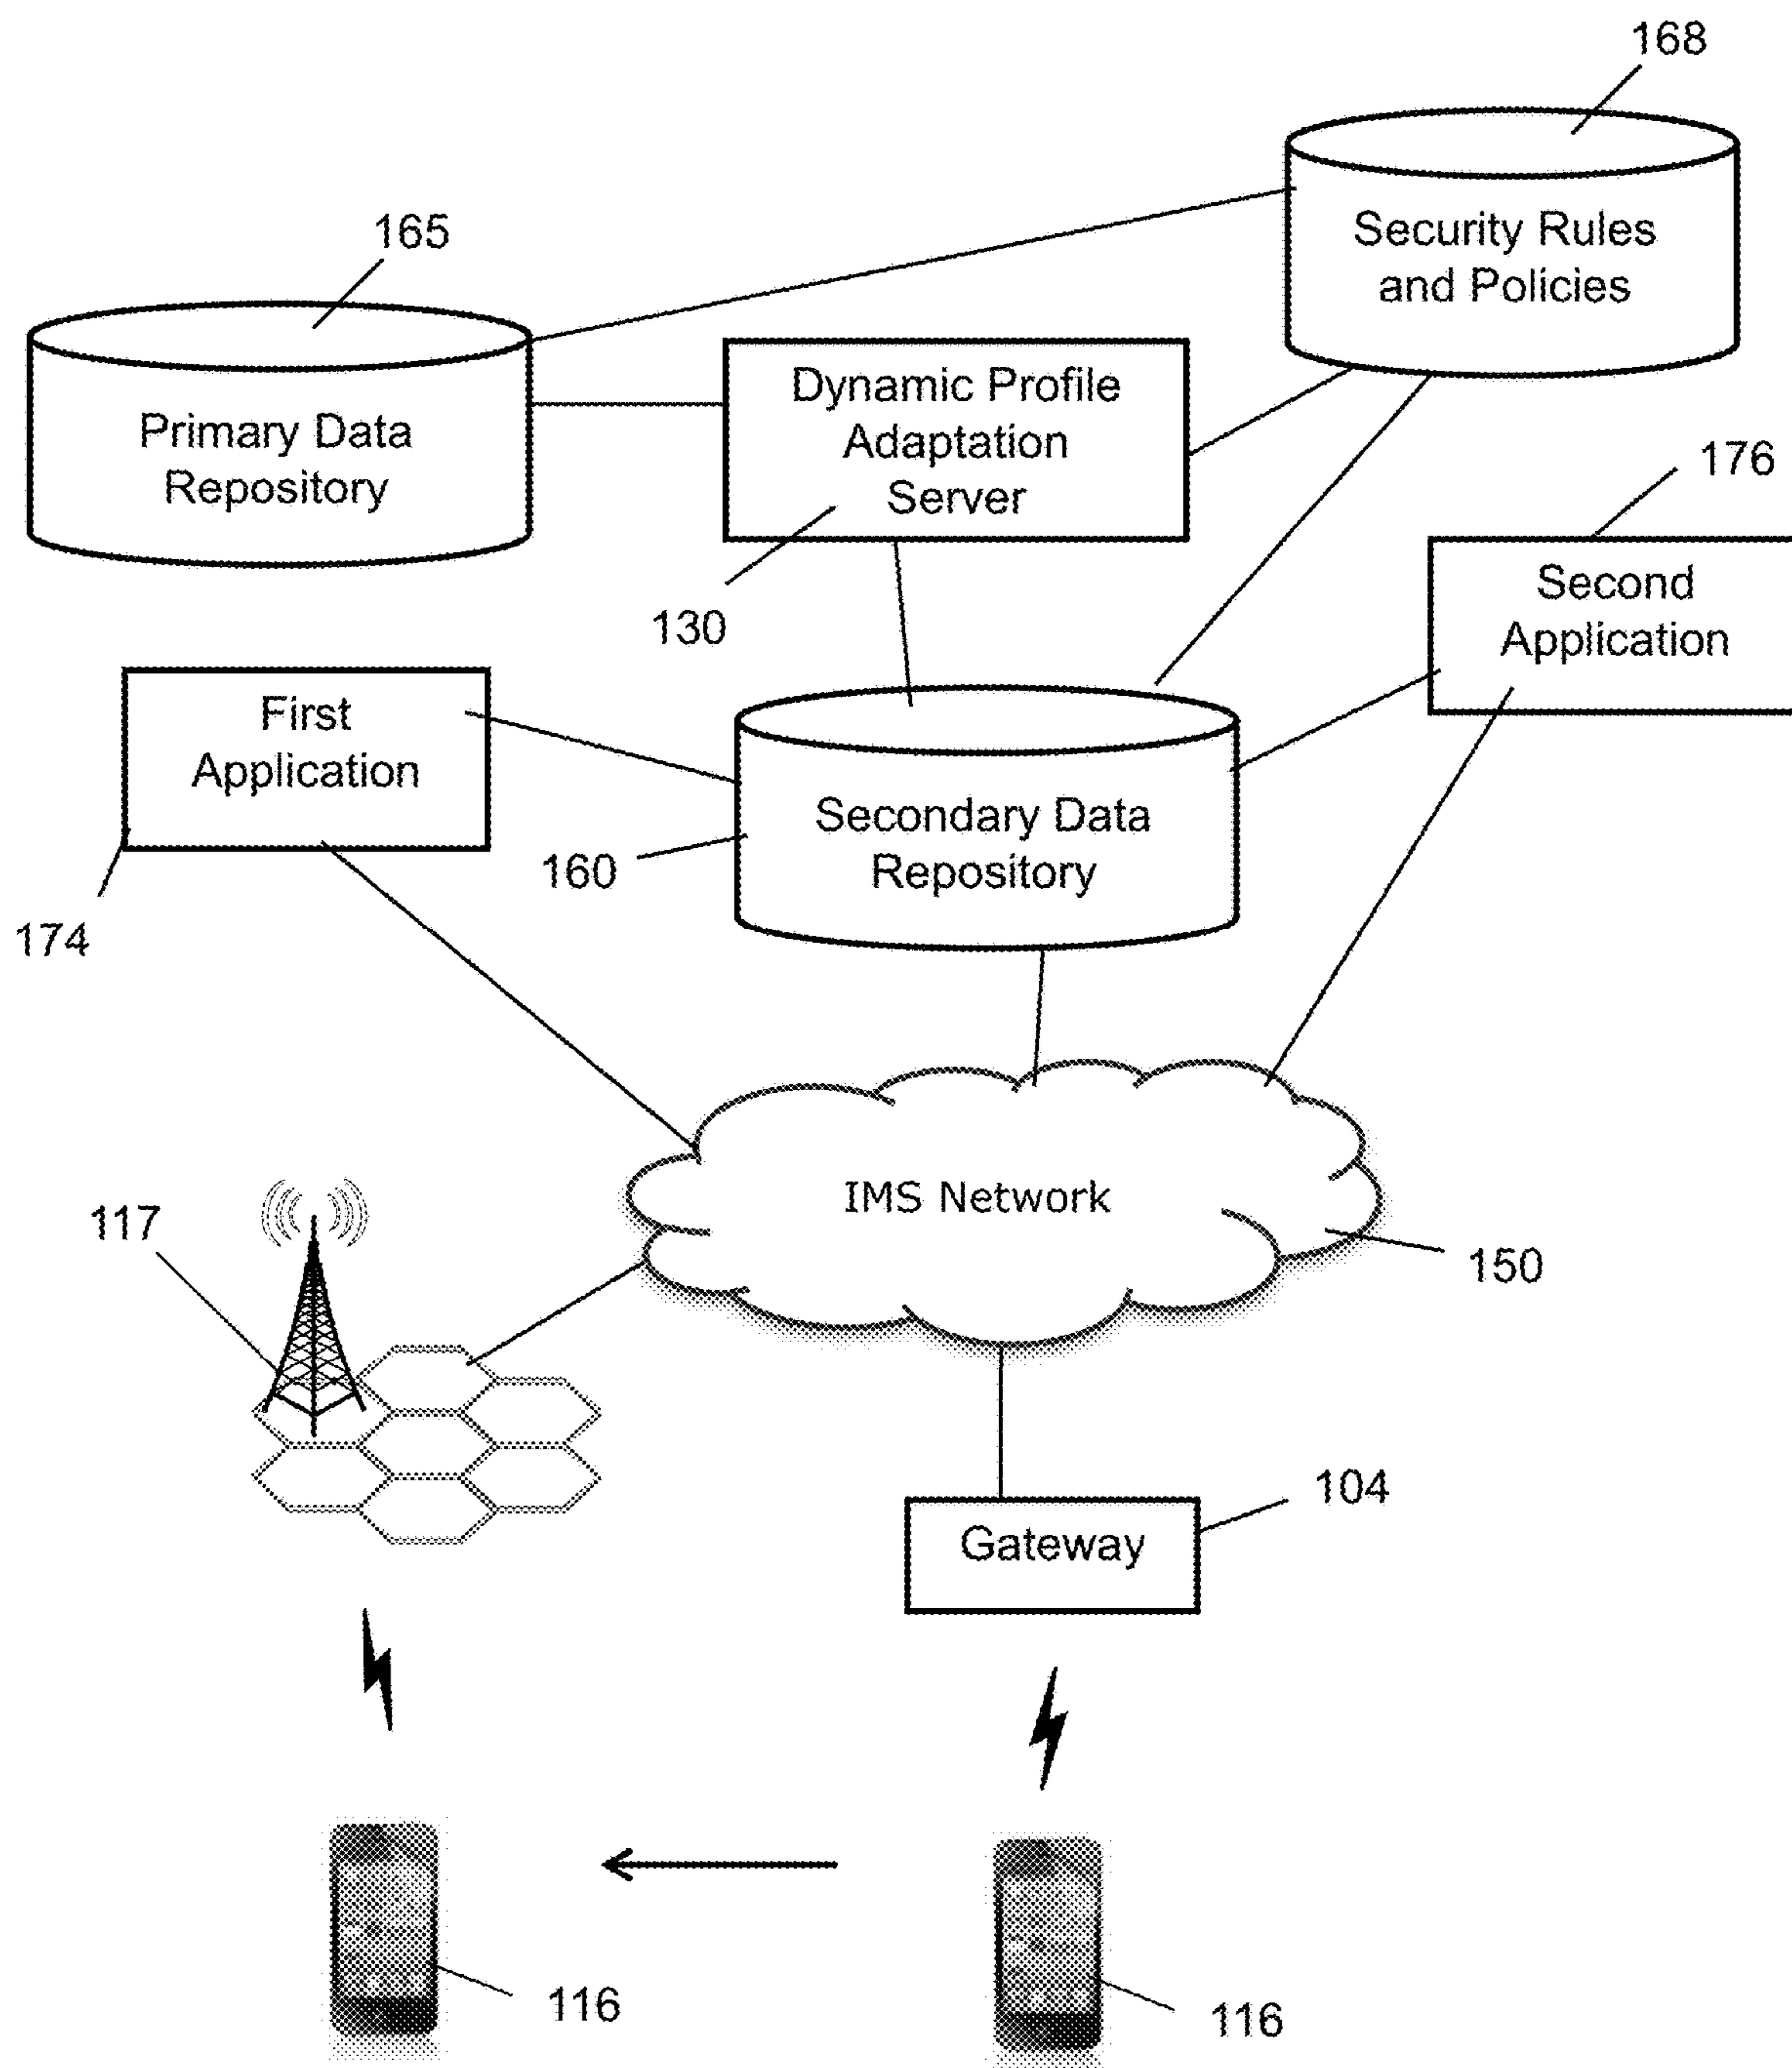 168
Security Rules
and Policies
165
Primary Data
Repository
Dynamic Profile
Adaptation
Server
130
176
Second
Application
First
Application
174
Secondary Data
Repository
160
IMS Network
150
117
104
Gateway
116
116